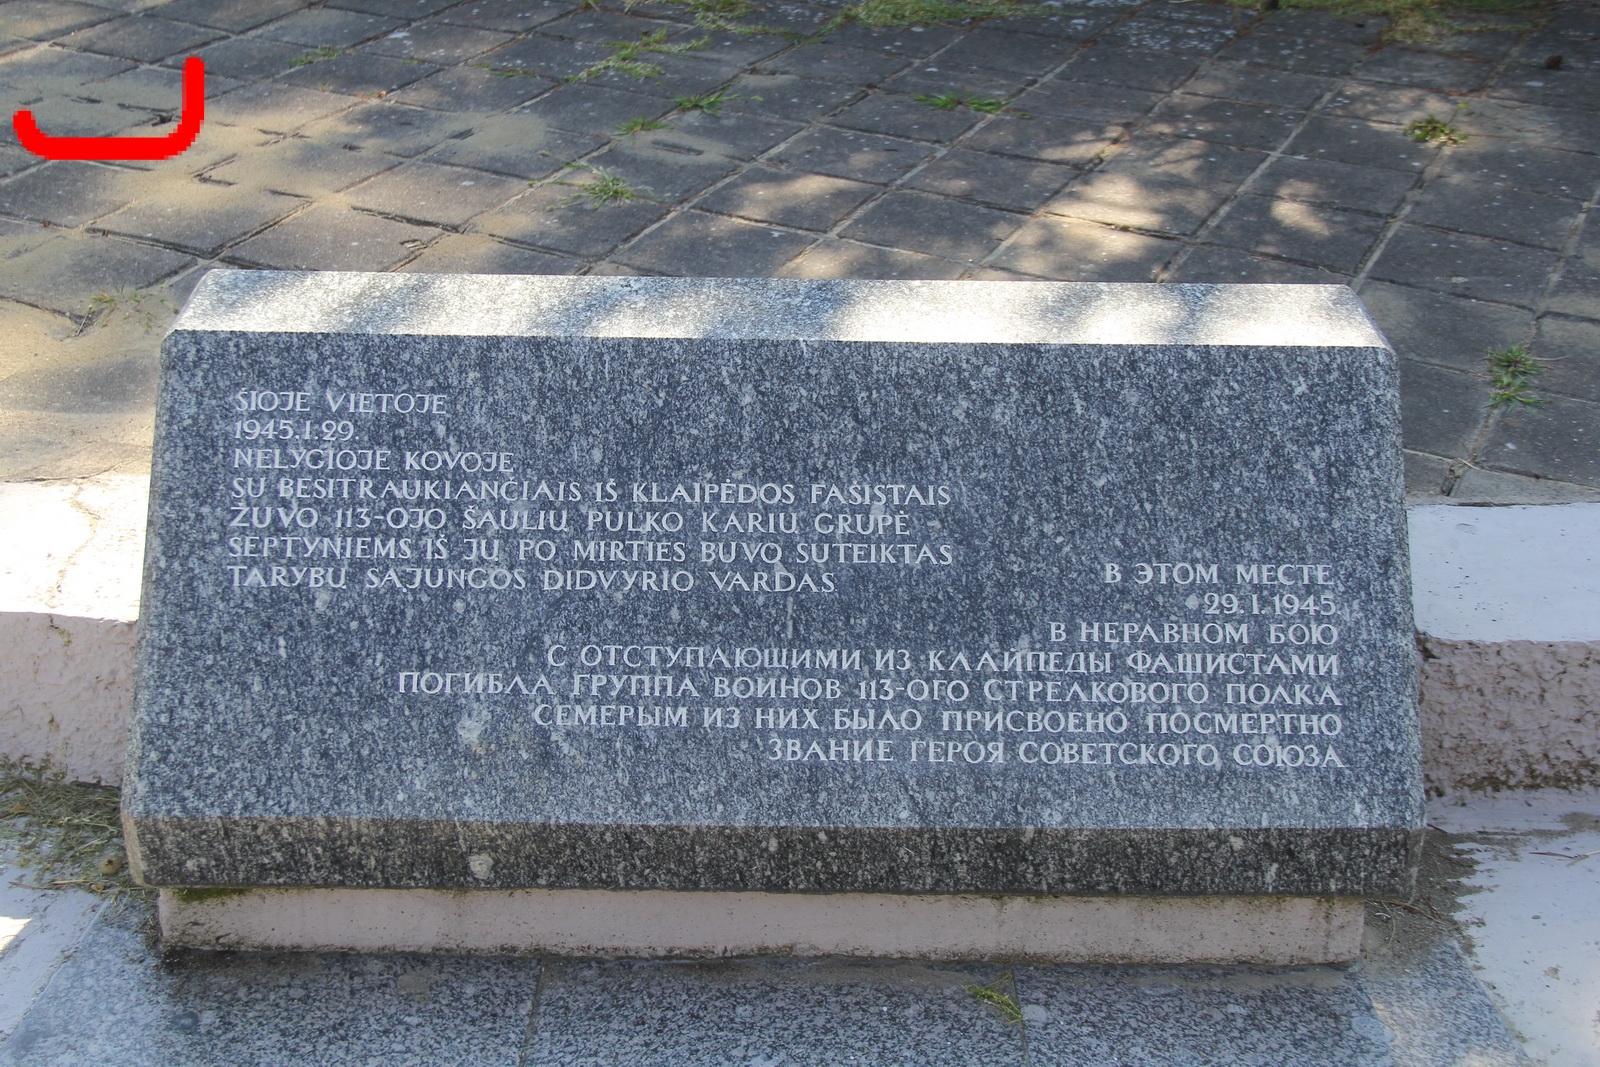 ŠIOJE VIETOJE
1945.I.29.
NELYGIOJE KOVOJE
SU BESITRAUKIANČIAIS IŠ KLAIPĖDOS FAŠISTAIS
ŽUVO 113-OJO ŠAULIŲ PULKO KARIŲ GRUPĖ
SEPTYNIEMS IŠ JŲ PO MIRTIES BUVO SUTEIKTAS
TARYBŲ SĄJUNGOS DIDVYRIO VARDAS
В ЭТОМ МЕСТЕ
29.I.1945
В НЕРАВНОМ БОЮ
С ОТСТУПАЮЩИМИ ИЗ КЛАЙПЕДЫ ФАШИСТАМИ
ПОГИБЛА ГРУППА ВОИНОВ 113-ОГО СТРЕЛКОВОГО ПОЛКА
СЕМЕРЫМ ИЗ НИХ БЫЛО ПРИСВОЕНО ПОСМЕРТНО
ЗВАНИЕ ГЕРОЯ СОВЕТСКОГО СОЮЗА